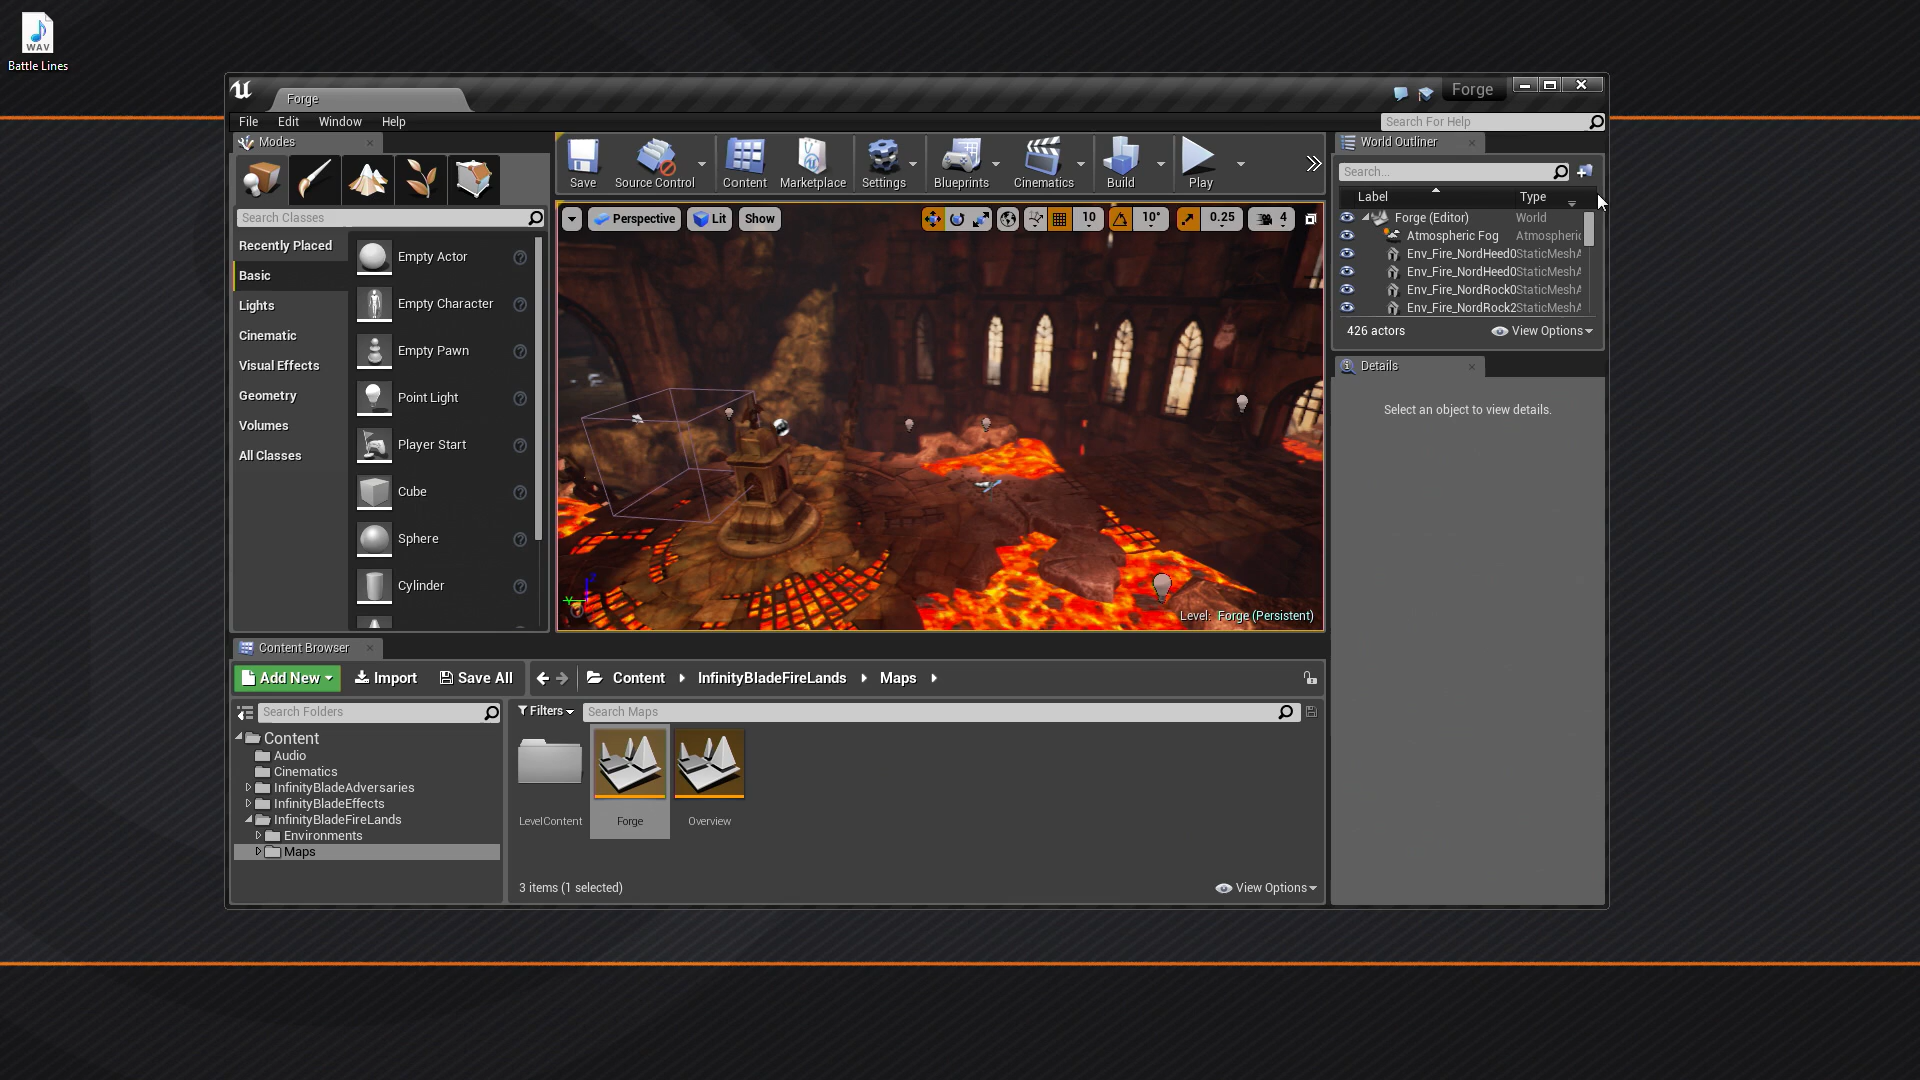 WAV
Battle Lines
Forge
Forge
File Edit Window Help
Search For Help
Modes
Search Classes
Recently Placed
Basic
Lights
Cinematic
Visual Effects
Geometry
Volumes
All Classes
Empty Actor
Empty Character
Empty Pawn
Point Light
Player Start
Cube
Sphere
Cylinder
Save Source Control Content Marketplace Settings Blueprints Cinematics Build Play
Perspective Lit Show 10 10° 0.25 4
Level: Forge (Persistent)
World Outliner
Search...
Label Type
Forge (Editor) World
Atmospheric Fog Atmospheric
Env_Fire_NordHeed0 StaticMeshA
Env_Fire_NordHeed0 StaticMeshA
Env_Fire_NordRock0 StaticMeshA
Env_Fire_NordRock2 StaticMeshA
426 actors View Options
Details
Select an object to view details.
Content Browser
Add New Import Save All Content InfinityBladeFireLands Maps
Search Folders
Content
Audio
Cinematics
InfinityBladeAdversaries
InfinityBladeEffects
InfinityBladeFireLands
Environments
Maps
Filters Search Maps
LevelContent Forge Overview
3 items (1 selected) View Options